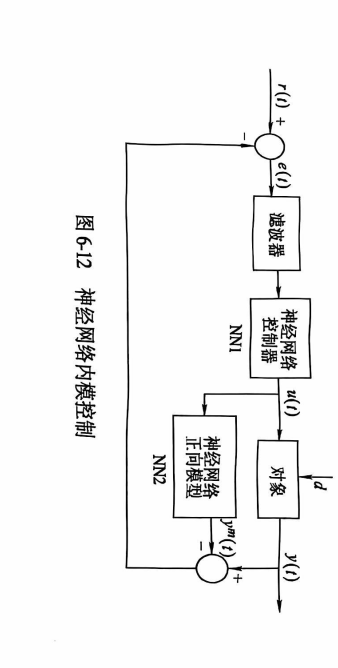 r(t)
+
−
e(t)
滤波器
神经网络
控制器
NN1
u(t)
d
对象
y(t)
神经网络
正向模型
NN2
yᵐ(t)
−
+
图 6-12 神经网络内模控制